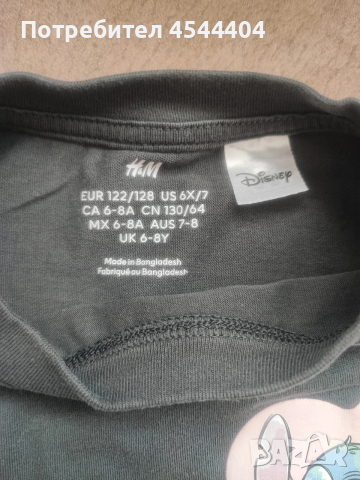 Потребител 4544404
H&M
EUR 122/128 US 6X/7
CA 6-8A CN 130/64
MX 6-8A AUS 7-8
UK 6-8Y
Made in Bangladesh
Fabriqué au Bangladesh
Disney
BAZAR